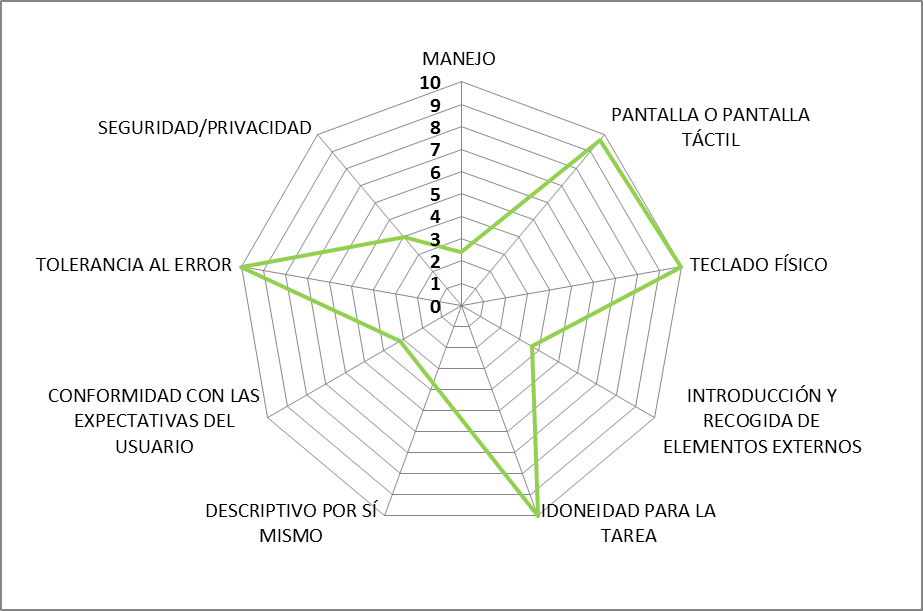 MANEJO
10
9
8
7
6
5
4
3
2
1
0
PANTALLA O PANTALLA
TÁCTIL
TECLADO FÍSICO
INTRODUCCIÓN Y
RECOGIDA DE
ELEMENTOS EXTERNOS
IDONEIDAD PARA LA
TAREA
DESCRIPTIVO POR SÍ
MISMO
CONFORMIDAD CON LAS
EXPECTATIVAS DEL
USUARIO
TOLERANCIA AL ERROR
SEGURIDAD/PRIVACIDAD